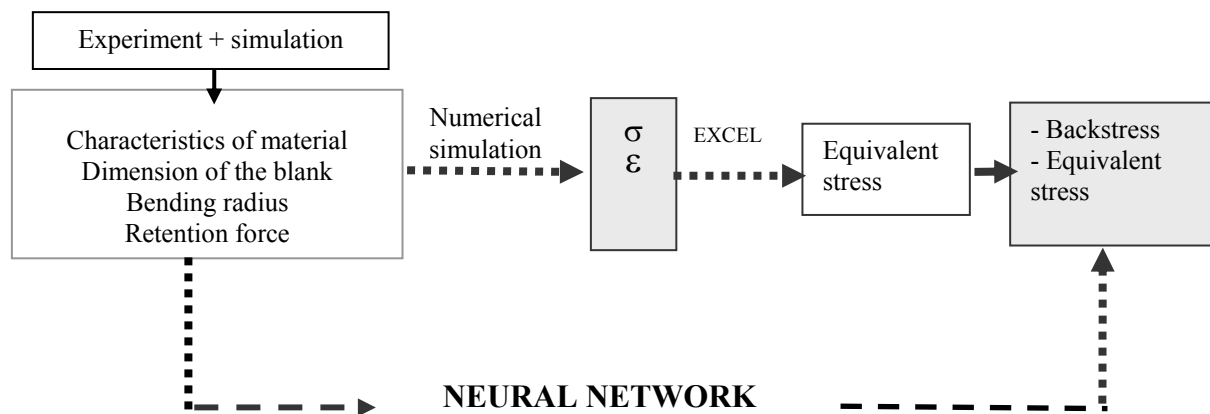 Experiment + simulation
Characteristics of material
Dimension of the blank
Bending radius
Retention force
Numerical
simulation
σ
ε
EXCEL
Equivalent
stress
- Backstress
- Equivalent
stress
NEURAL NETWORK